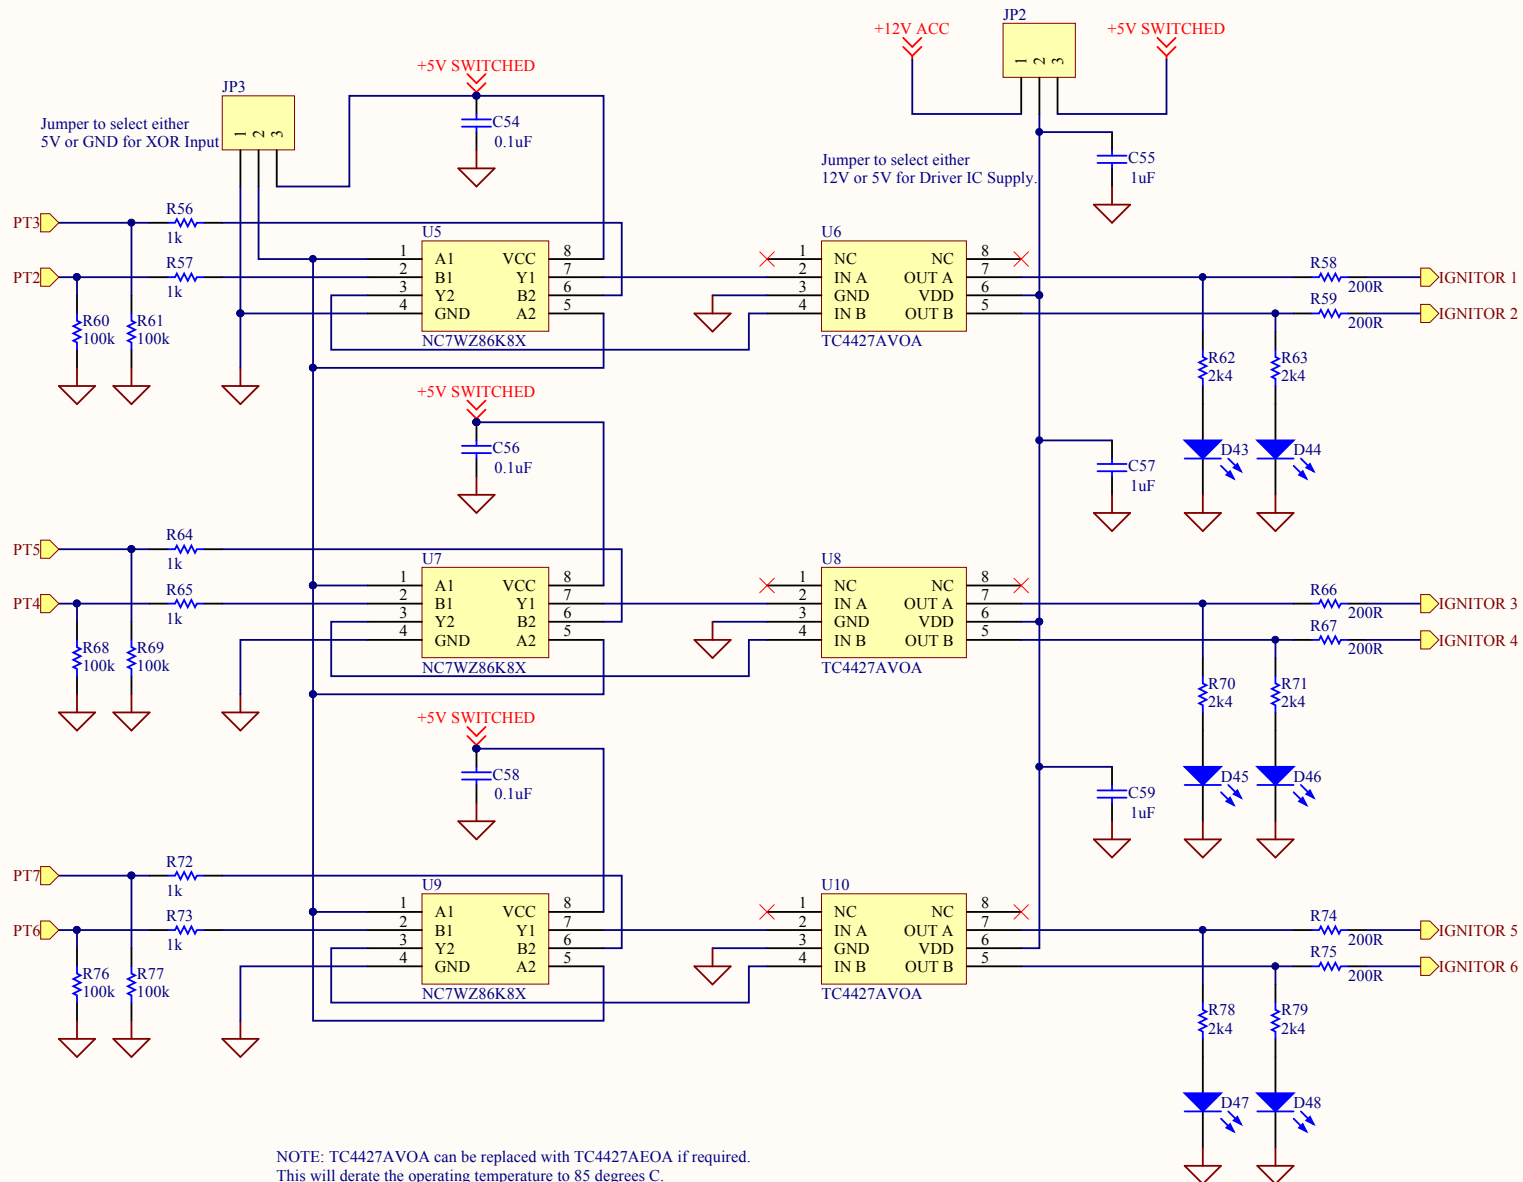 JP2
+12V ACC
+5V SWITCHED
1 2 3
+5V SWITCHED
JP3
Jumper to select either
5V or GND for XOR Input
1 2 3
C54
0.1uF
Jumper to select either
12V or 5V for Driver IC Supply.
C55
1uF
PT3
R56
1k
PT2
R57
1k
R60
100k
R61
100k
U5
1 A1 VCC 8
2 B1 Y1 7
3 Y2 B2 6
4 GND A2 5
NC7WZ86K8X
U6
1 NC NC 8
2 IN A OUT A 7
3 GND VDD 6
4 IN B OUT B 5
TC4427AVOA
R58
200R
IGNITOR 1
R59
200R
IGNITOR 2
R62
2k4
R63
2k4
D43
D44
+5V SWITCHED
C56
0.1uF
C57
1uF
PT5
R64
1k
PT4
R65
1k
R68
100k
R69
100k
U7
1 A1 VCC 8
2 B1 Y1 7
3 Y2 B2 6
4 GND A2 5
NC7WZ86K8X
U8
1 NC NC 8
2 IN A OUT A 7
3 GND VDD 6
4 IN B OUT B 5
TC4427AVOA
R66
200R
IGNITOR 3
R67
200R
IGNITOR 4
R70
2k4
R71
2k4
D45
D46
+5V SWITCHED
C58
0.1uF
C59
1uF
PT7
R72
1k
PT6
R73
1k
R76
100k
R77
100k
U9
1 A1 VCC 8
2 B1 Y1 7
3 Y2 B2 6
4 GND A2 5
NC7WZ86K8X
U10
1 NC NC 8
2 IN A OUT A 7
3 GND VDD 6
4 IN B OUT B 5
TC4427AVOA
R74
200R
IGNITOR 5
R75
200R
IGNITOR 6
R78
2k4
R79
2k4
D47
D48
NOTE: TC4427AVOA can be replaced with TC4427AEOA if required.
This will derate the operating temperature to 85 degrees C.